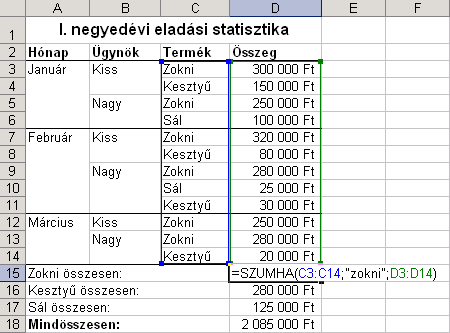 A B C D E F
1 I. negyedévi eladási statisztika
2 Hónap Ügynök Termék Összeg
3 Január Kiss Zokni 300 000 Ft
4 Kesztyű 150 000 Ft
5 Nagy Zokni 250 000 Ft
6 Sál 100 000 Ft
7 Február Kiss Zokni 320 000 Ft
8 Kesztyű 80 000 Ft
9 Nagy Zokni 280 000 Ft
10 Sál 25 000 Ft
11 Kesztyű 30 000 Ft
12 Március Kiss Zokni 250 000 Ft
13 Nagy Zokni 280 000 Ft
14 Kesztyű 20 000 Ft
15 Zokni összesen: =SZUMHA(C3:C14;"zokni";D3:D14)
16 Kesztyű összesen: 280 000 Ft
17 Sál összesen: 125 000 Ft
18 Mindösszesen: 2 085 000 Ft